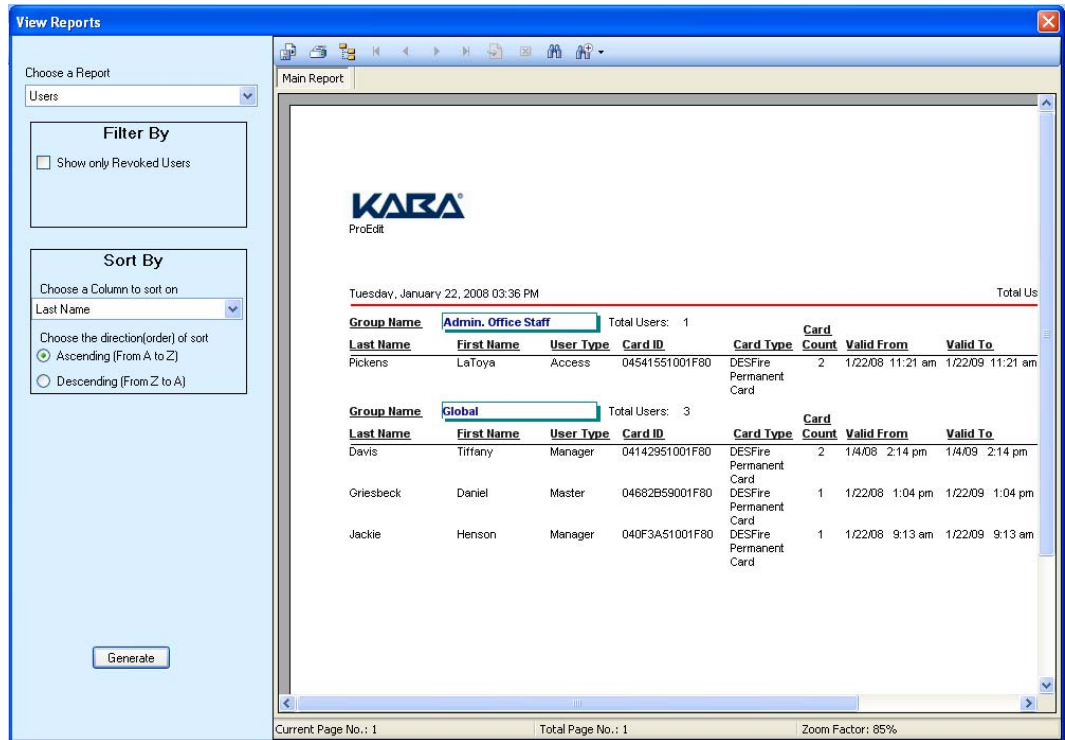 View Reports
Choose a Report
Users
Filter By
Show only Revoked Users
Sort By
Choose a Column to sort on
Last Name
Choose the direction(order) of sort
Ascending (From A to Z)
Descending (From Z to A)
Generate
Main Report
KABA®
ProEdit
Tuesday, January 22, 2008 03:36 PM Total Us
Group Name Admin. Office Staff Total Users: 1
Last Name First Name User Type Card ID Card Type Card Count Valid From Valid To
Pickens LaToya Access 04541551001F80 DESFire 2 1/22/08 11:21 am 1/22/09 11:21 am
Permanent
Card
Group Name Global Total Users: 3
Last Name First Name User Type Card ID Card Type Card Count Valid From Valid To
Davis Tiffany Manager 04142951001F80 DESFire 2 1/4/08 2:14 pm 1/4/09 2:14 pm
Permanent
Card
Griesbeck Daniel Master 04682B59001F80 DESFire 1 1/22/08 1:04 pm 1/22/09 1:04 pm
Permanent
Card
Jackie Henson Manager 040F3A51001F80 DESFire 1 1/22/08 9:13 am 1/22/09 9:13 am
Permanent
Card
Current Page No.: 1 Total Page No.: 1 Zoom Factor: 85%